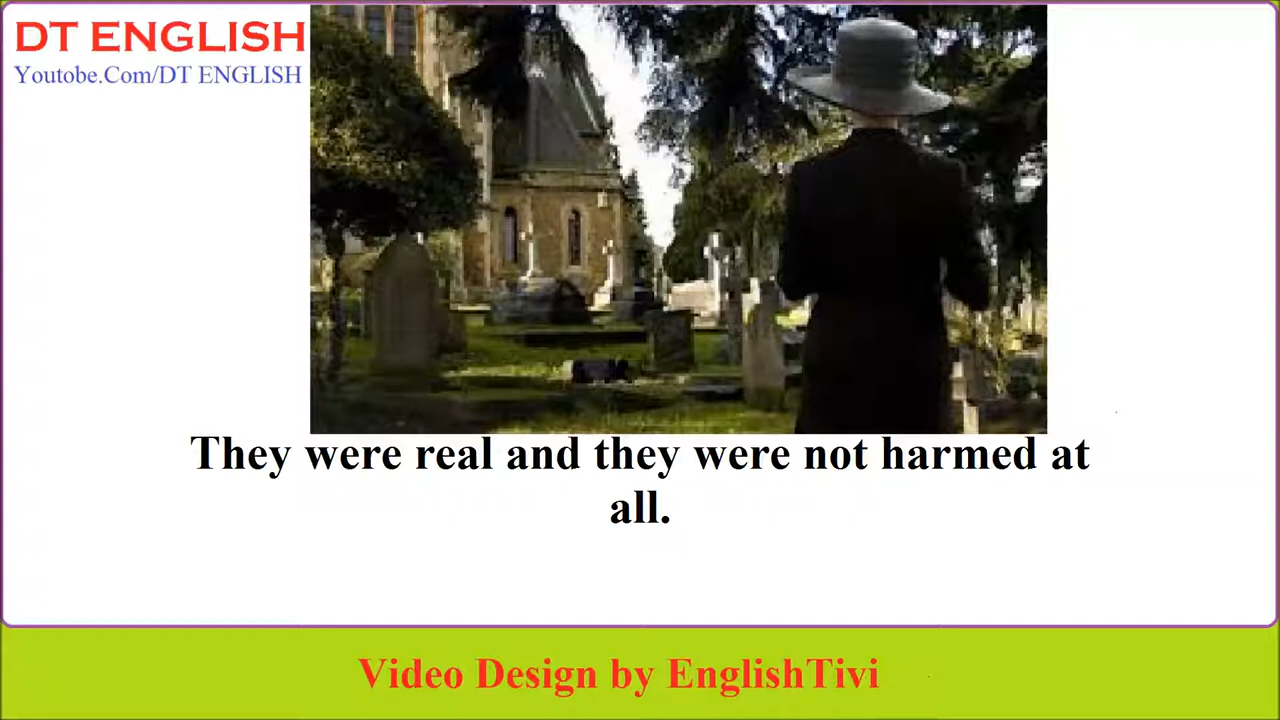 DT ENGLISH
Youtube.Com/DT ENGLISH
They were real and they were not harmed at
all.
Video Design by EnglishTivi